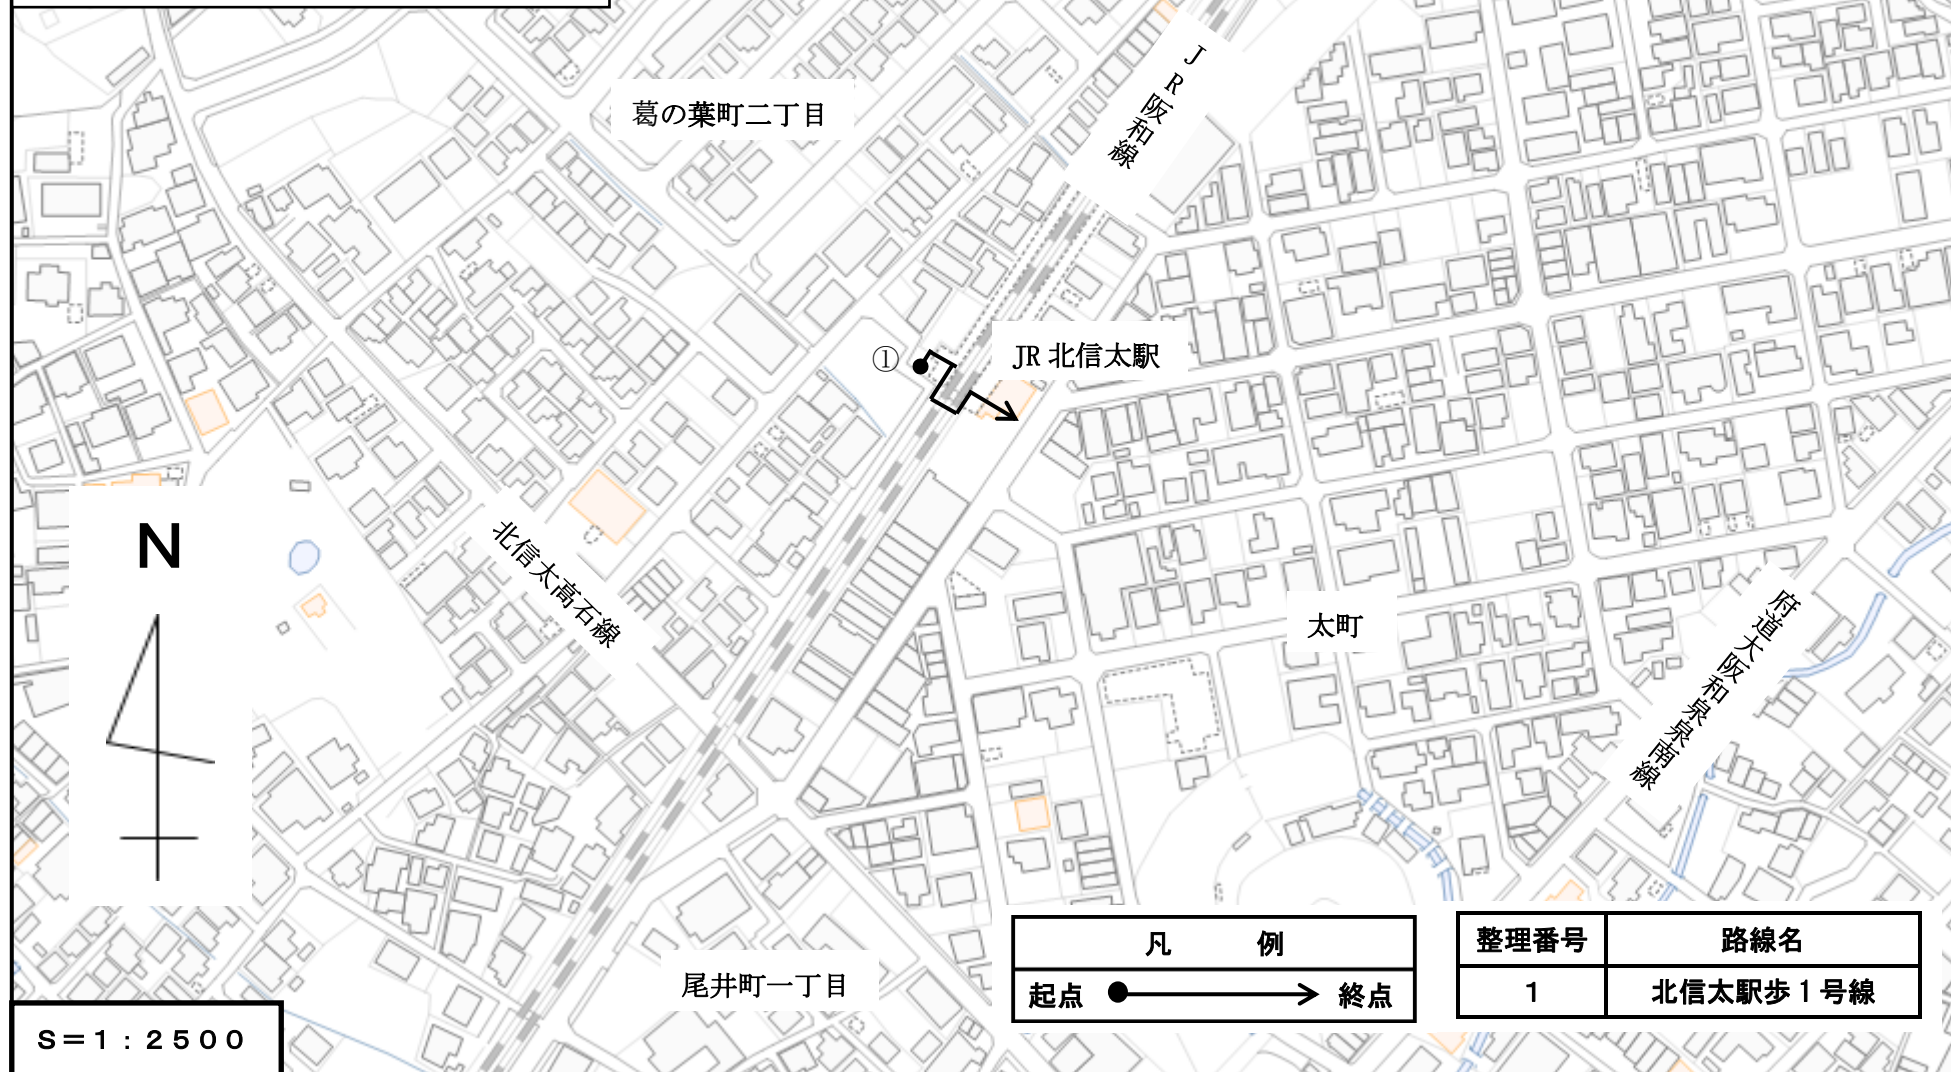 JR阪和線
葛の葉町二丁目
①
JR北信太駅
N
北信太高石線
太町
府道大阪和泉泉南線
尾井町一丁目
凡　例
起点　終点
整理番号　路線名
1　北信太駅歩1号線
S=1:2500